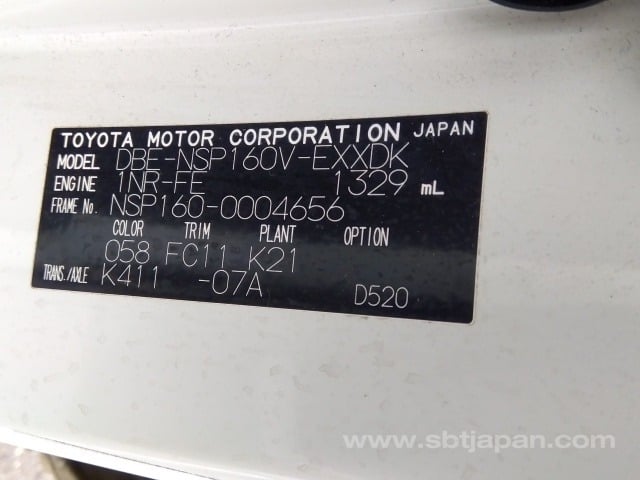 TOYOTA MOTOR CORPORATION JAPAN
MODEL DBE-NSP160V-EXXDK
ENGINE 1NR-FE 1329 mL
FRAME No. NSP160-0004656
COLOR TRIM PLANT OPTION
058 FC11 K21
TRANS./AXLE K411 -07A D520
www.sbtjapan.com